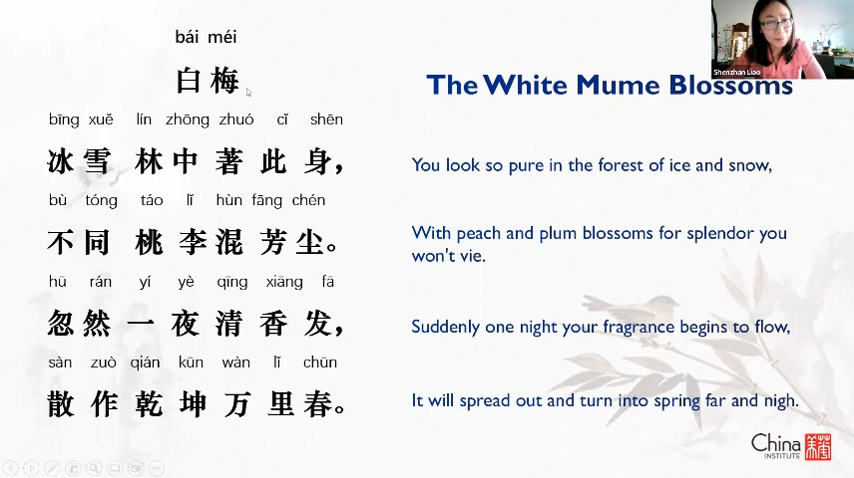 bái méi
白梅
bīng xuě lín zhōng zhuó cǐ shēn
冰雪林中著此身，
bù tóng táo lǐ hùn fāng chén
不同桃李混芳尘。
hū rán yí yè qīng xiāng fā
忽然一夜清香发，
sàn zuò qián kūn wàn lǐ chūn
散作乾坤万里春。
The White Mume Blossoms
You look so pure in the forest of ice and snow,
With peach and plum blossoms for splendor you
won't vie.
Suddenly one night your fragrance begins to flow,
It will spread out and turn into spring far and nigh.
Shenzhan Liao
China
INSTITUTE